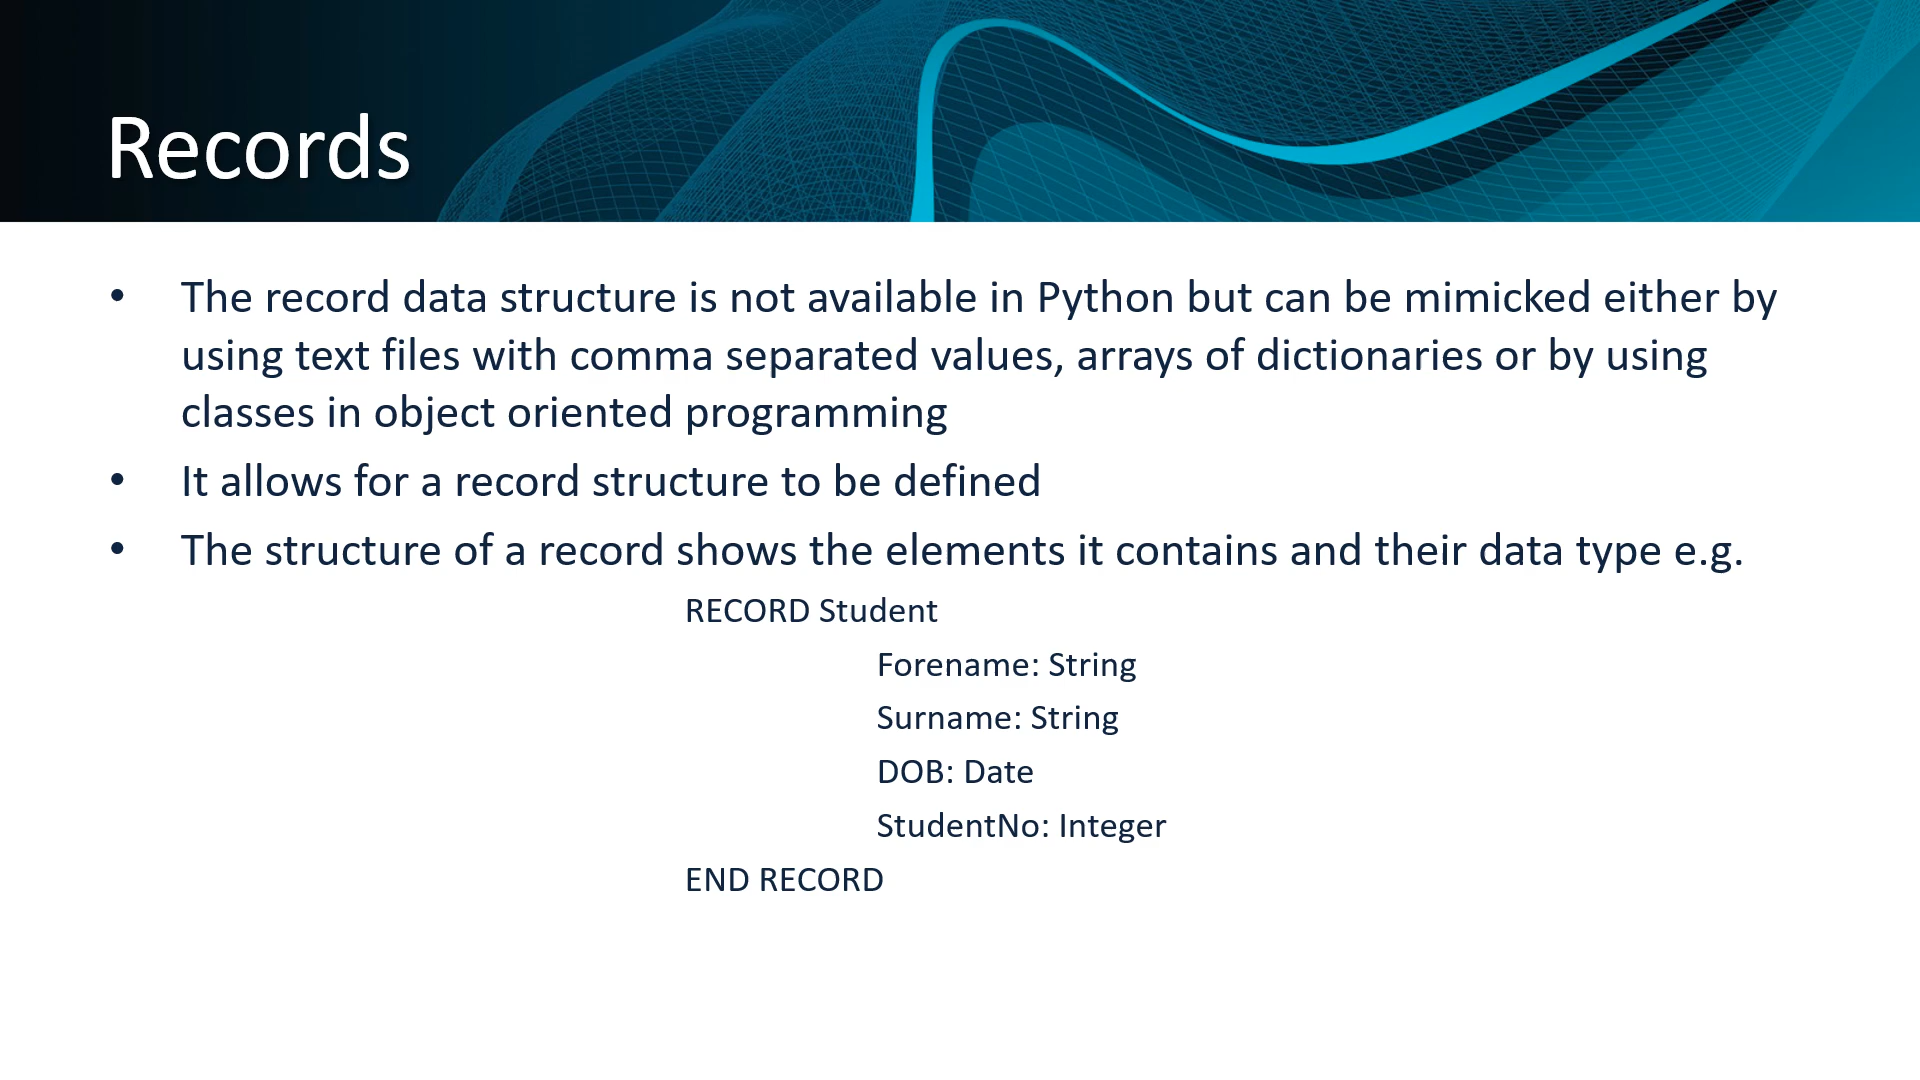 Records
• The record data structure is not available in Python but can be mimicked either by
using text files with comma separated values, arrays of dictionaries or by using
classes in object oriented programming
• It allows for a record structure to be defined
• The structure of a record shows the elements it contains and their data type e.g.
RECORD Student
Forename: String
Surname: String
DOB: Date
StudentNo: Integer
END RECORD